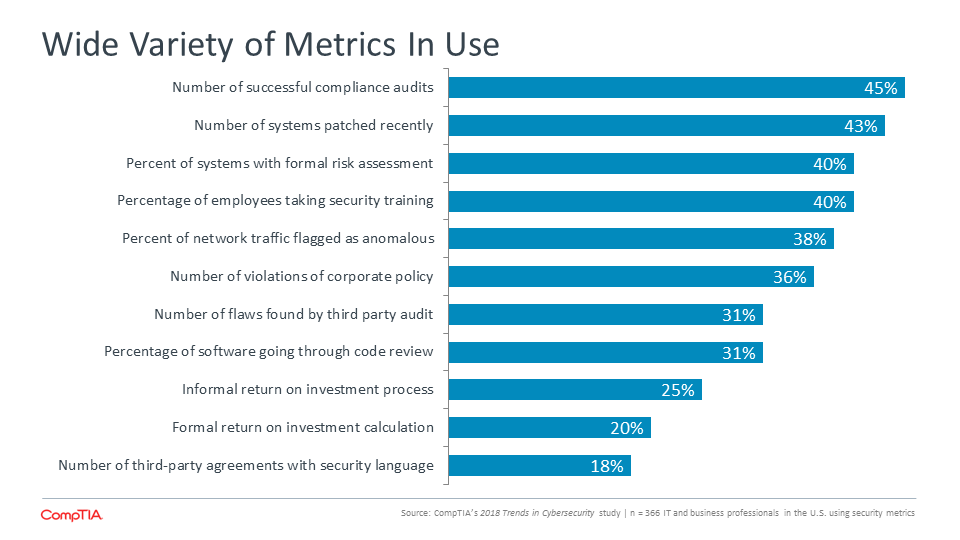 Wide Variety of Metrics In Use
Number of successful compliance audits 45%
Number of systems patched recently 43%
Percent of systems with formal risk assessment 40%
Percentage of employees taking security training 40%
Percent of network traffic flagged as anomalous 38%
Number of violations of corporate policy 36%
Number of flaws found by third party audit 31%
Percentage of software going through code review 31%
Informal return on investment process 25%
Formal return on investment calculation 20%
Number of third-party agreements with security language 18%
CompTIA Source: CompTIA's 2018 Trends in Cybersecurity study | n = 366 IT and business professionals in the U.S. using security metrics